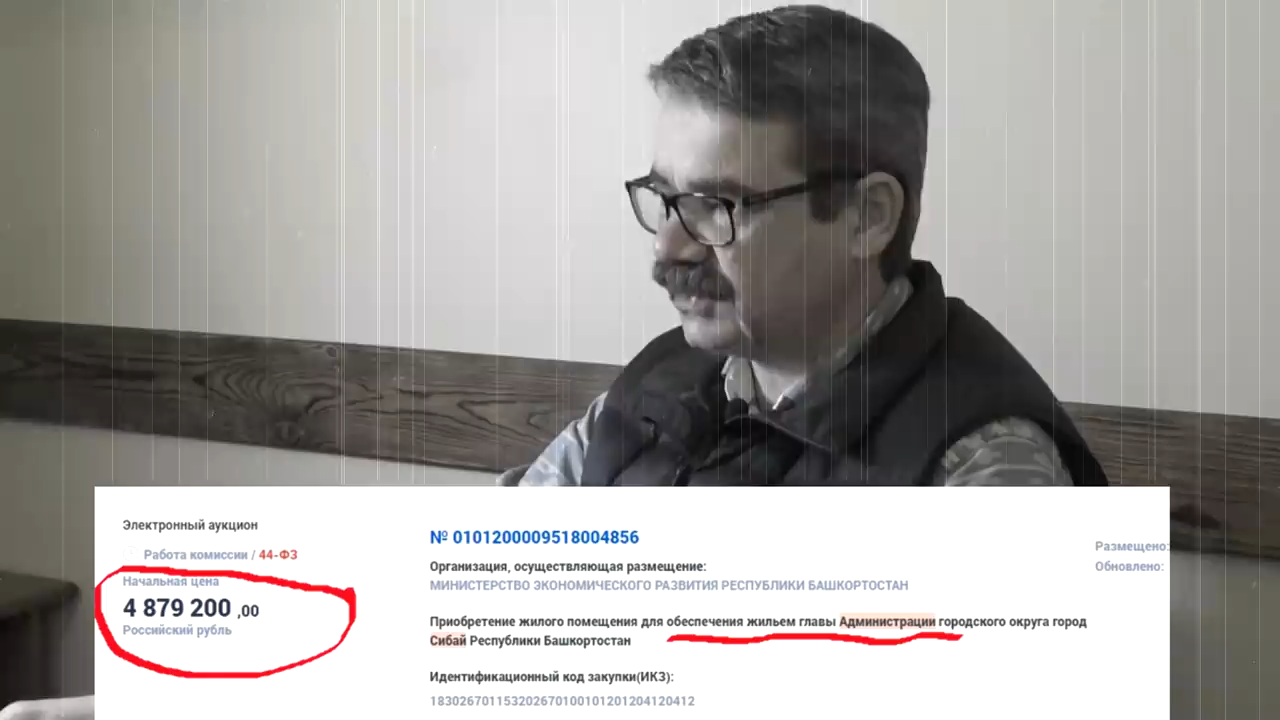 Электронный аукцион
Работа комиссии / 44-ФЗ
Начальная цена
4 879 200 ,00
Российский рубль
№ 0101200009518004856
Организация, осуществляющая размещение:
МИНИСТЕРСТВО ЭКОНОМИЧЕСКОГО РАЗВИТИЯ РЕСПУБЛИКИ БАШКОРТОСТАН
Приобретение жилого помещения для обеспечения жильем главы Администрации городского округа город
Сибай Республики Башкортостан
Идентификационный код закупки(ИКЗ):
183026701153202670100101201204120412
Размещено:
Обновлено: